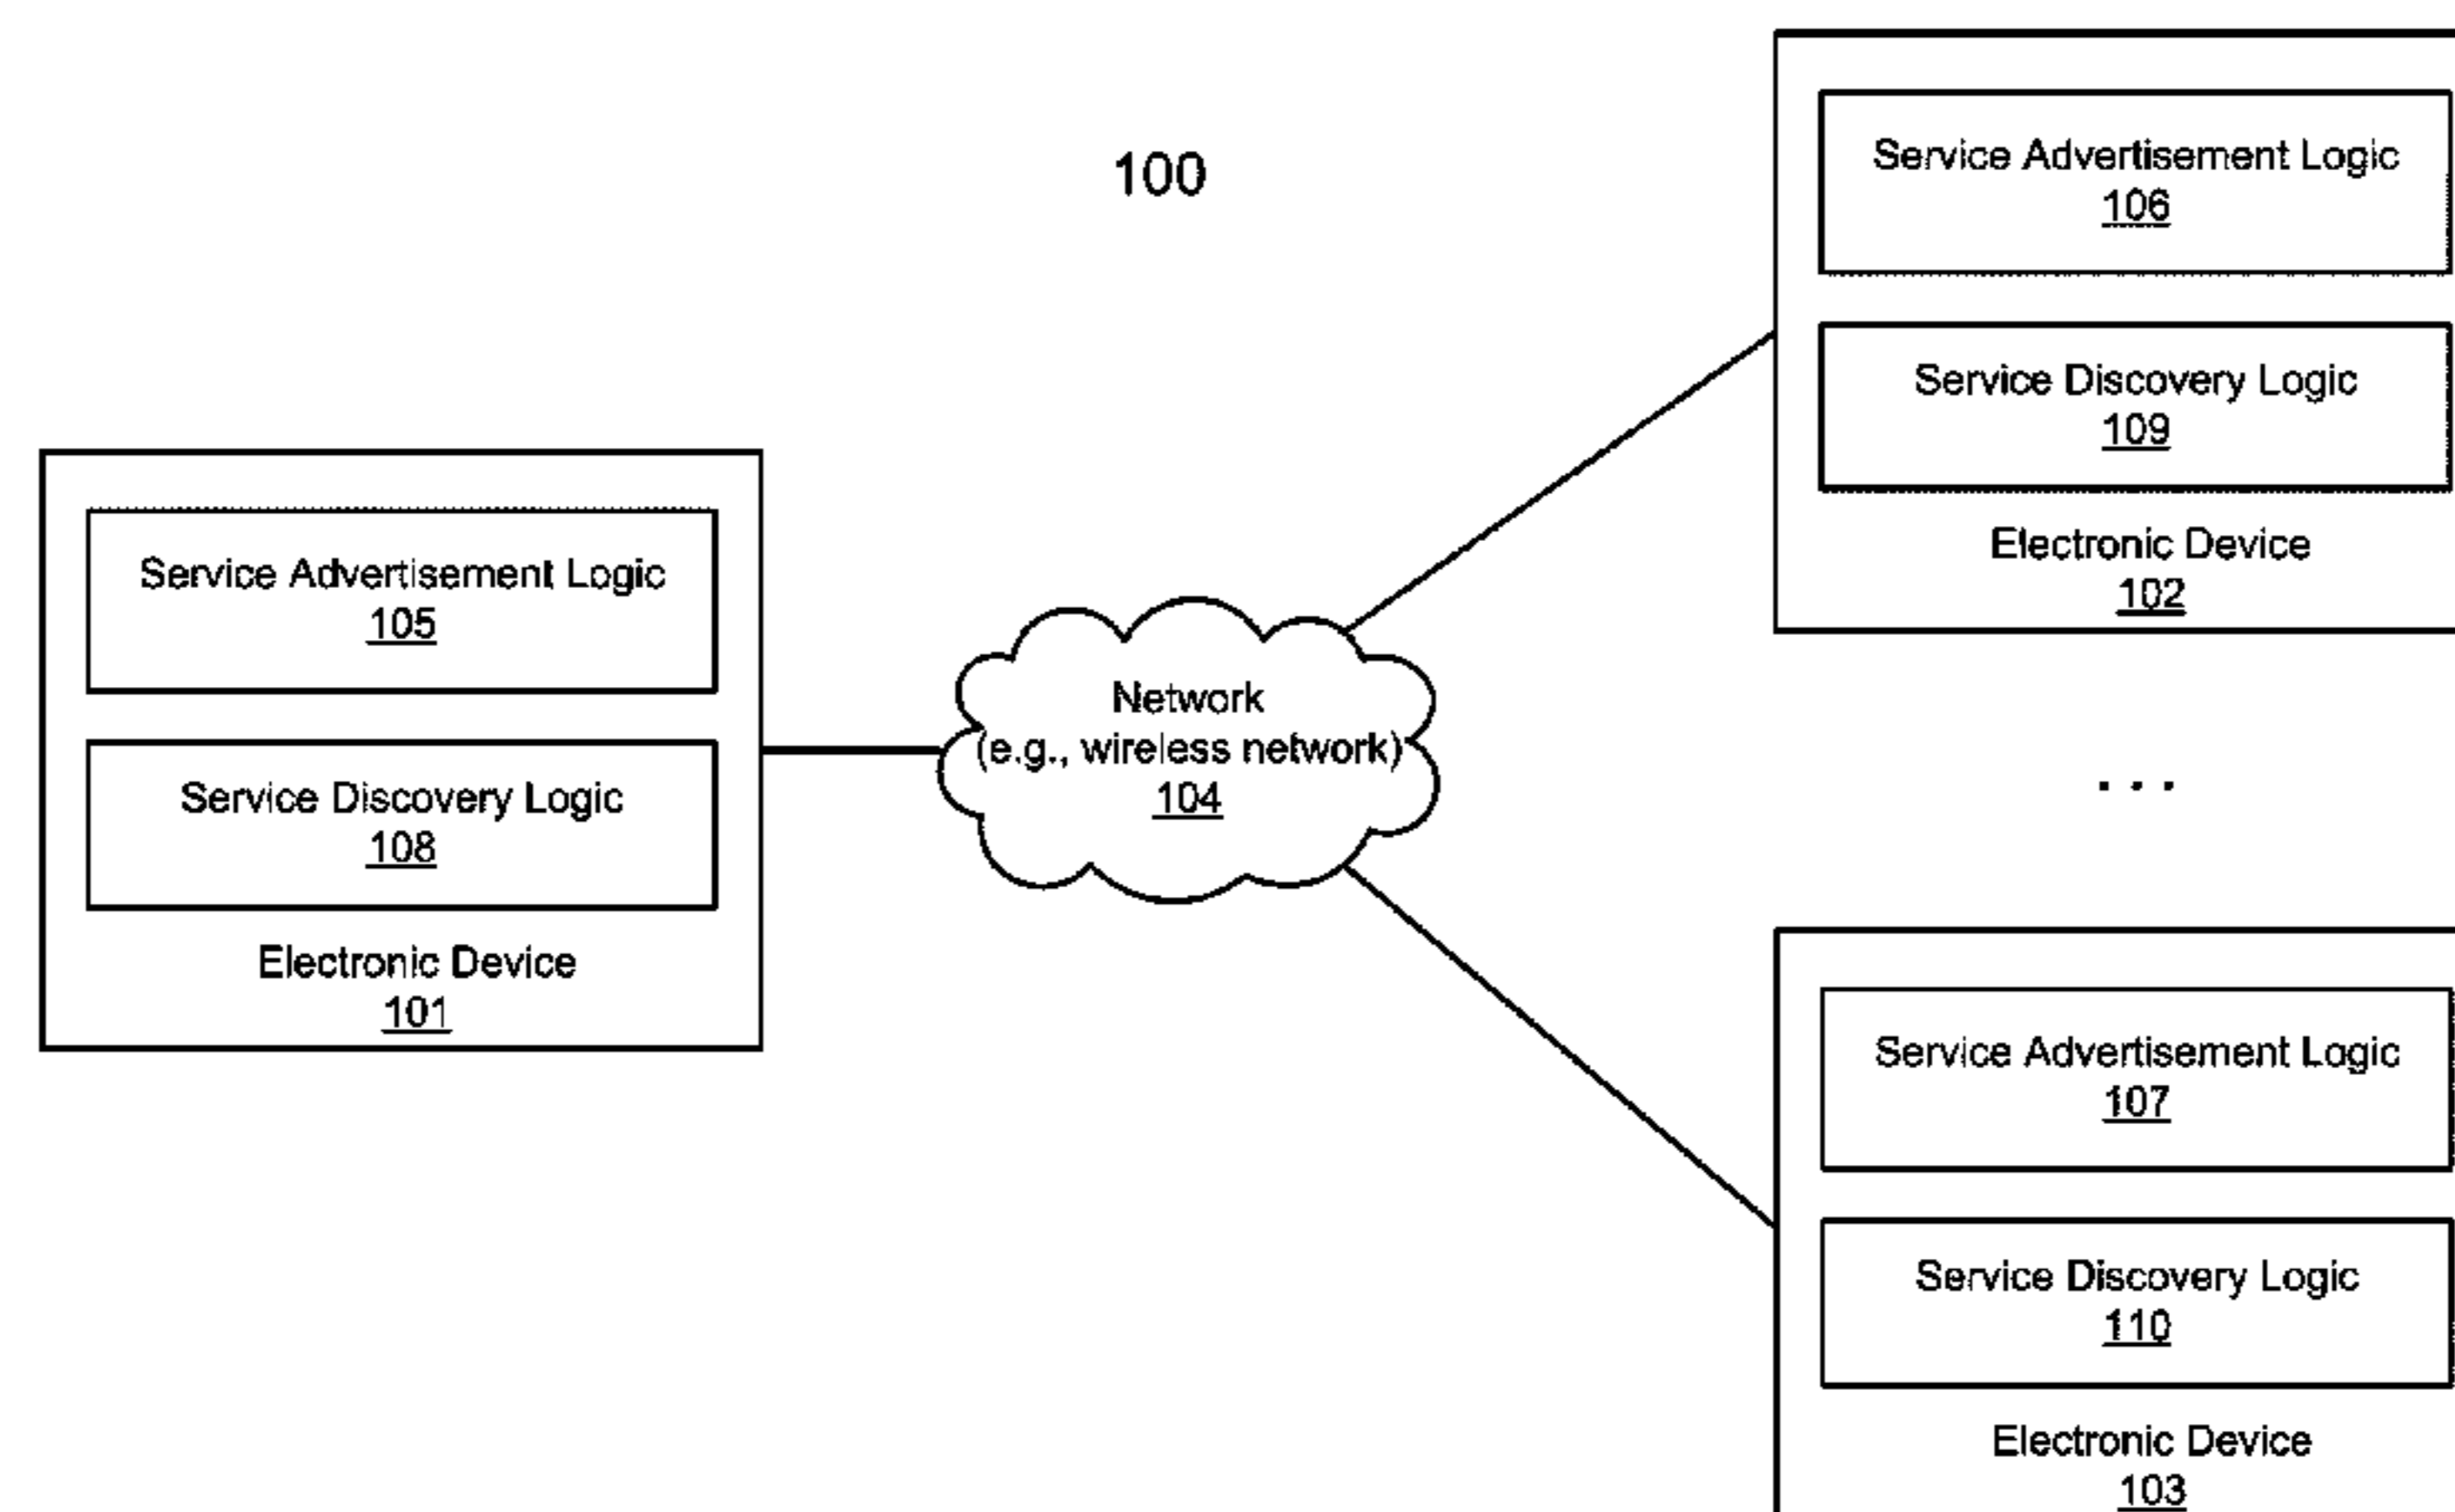 100
Service Advertisement Logic
106
Service Discovery Logic
109
Electronic Device
102
Service Advertisement Logic
105
Service Discovery Logic
108
Electronic Device
101
Network
(e.g., wireless network)
104
. . .
Service Advertisement Logic
107
Service Discovery Logic
110
Electronic Device
103